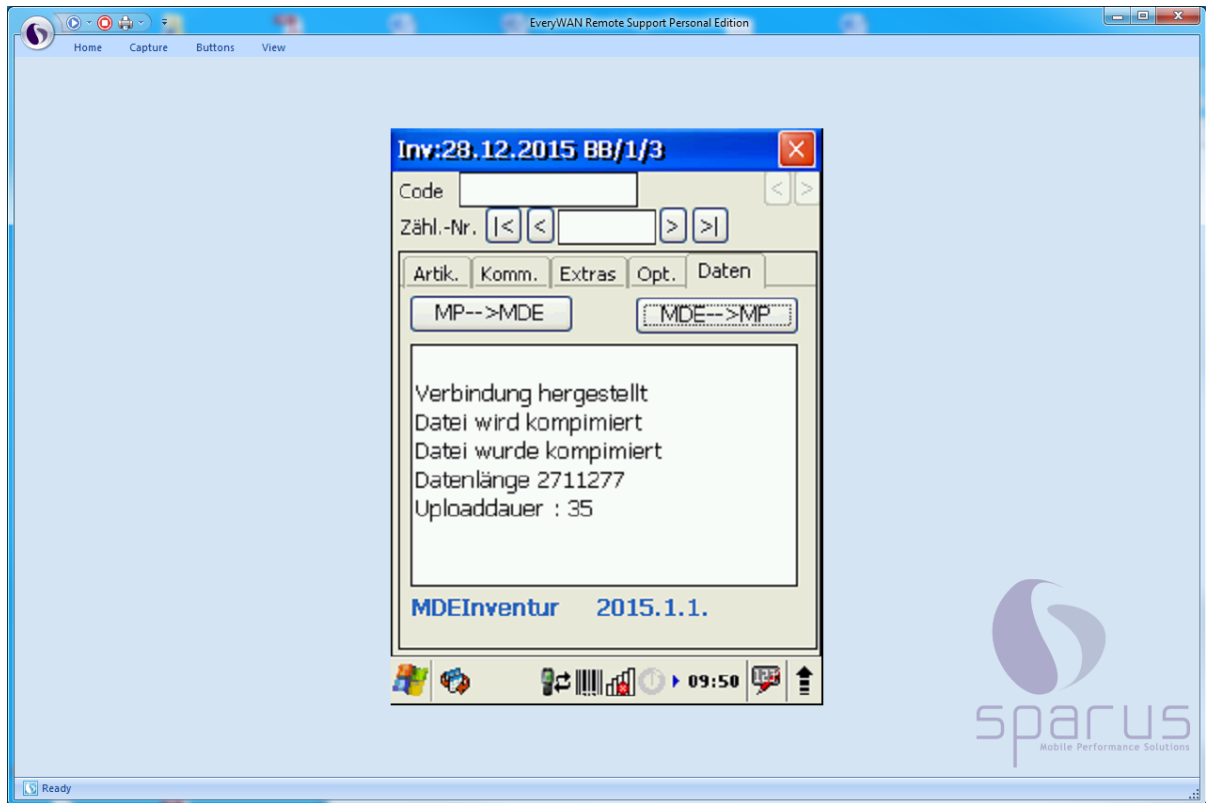 EveryWAN Remote Support Personal Edition
Home Capture Buttons View
Inv:28.12.2015 BB/1/3
Code < >
Zähl.-Nr. |< < > >|
Artik. Komm. Extras Opt. Daten
MP-->MDE MDE-->MP
Verbindung hergestellt
Datei wird kompimiert
Datei wurde kompimiert
Datenlänge 2711277
Uploaddauer : 35
MDEInventur 2015.1.1.
09:50
sparus
Mobile Performance Solutions
Ready